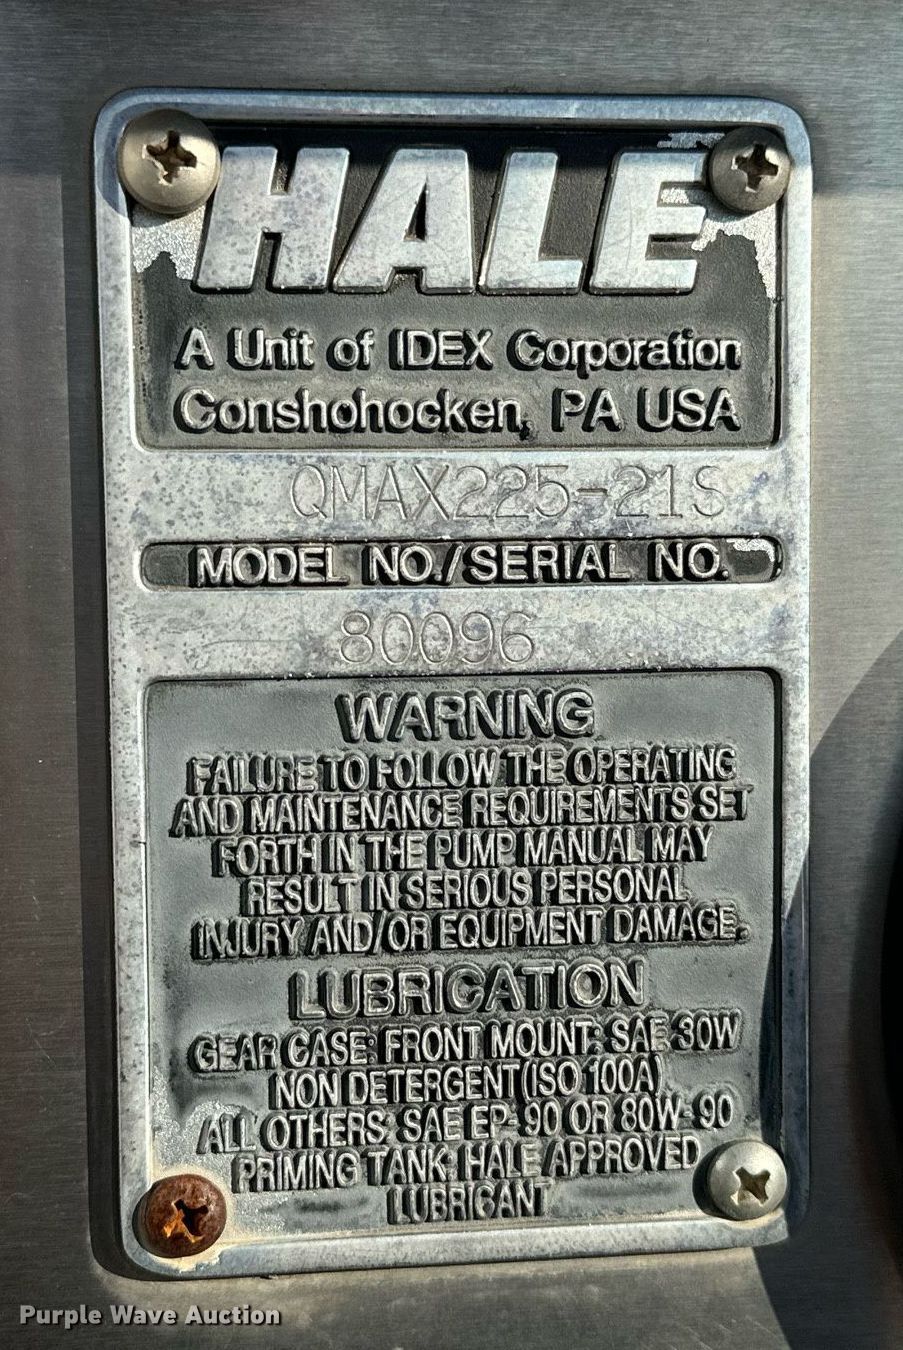 HALE
A Unit of IDEX Corporation
Conshohocken, PA USA
QMAX225-21S
MODEL NO./SERIAL NO.
80096
WARNING
FAILURE TO FOLLOW THE OPERATING
AND MAINTENANCE REQUIREMENTS SET
FORTH IN THE PUMP MANUAL MAY
RESULT IN SERIOUS PERSONAL
INJURY AND/OR EQUIPMENT DAMAGE.
LUBRICATION
GEAR CASE: FRONT MOUNT: SAE 30W
NON DETERGENT (ISO 100A)
ALL OTHERS: SAE EP-90 OR 80W-90
PRIMING TANK: HALE APPROVED
LUBRICANT
Purple Wave Auction